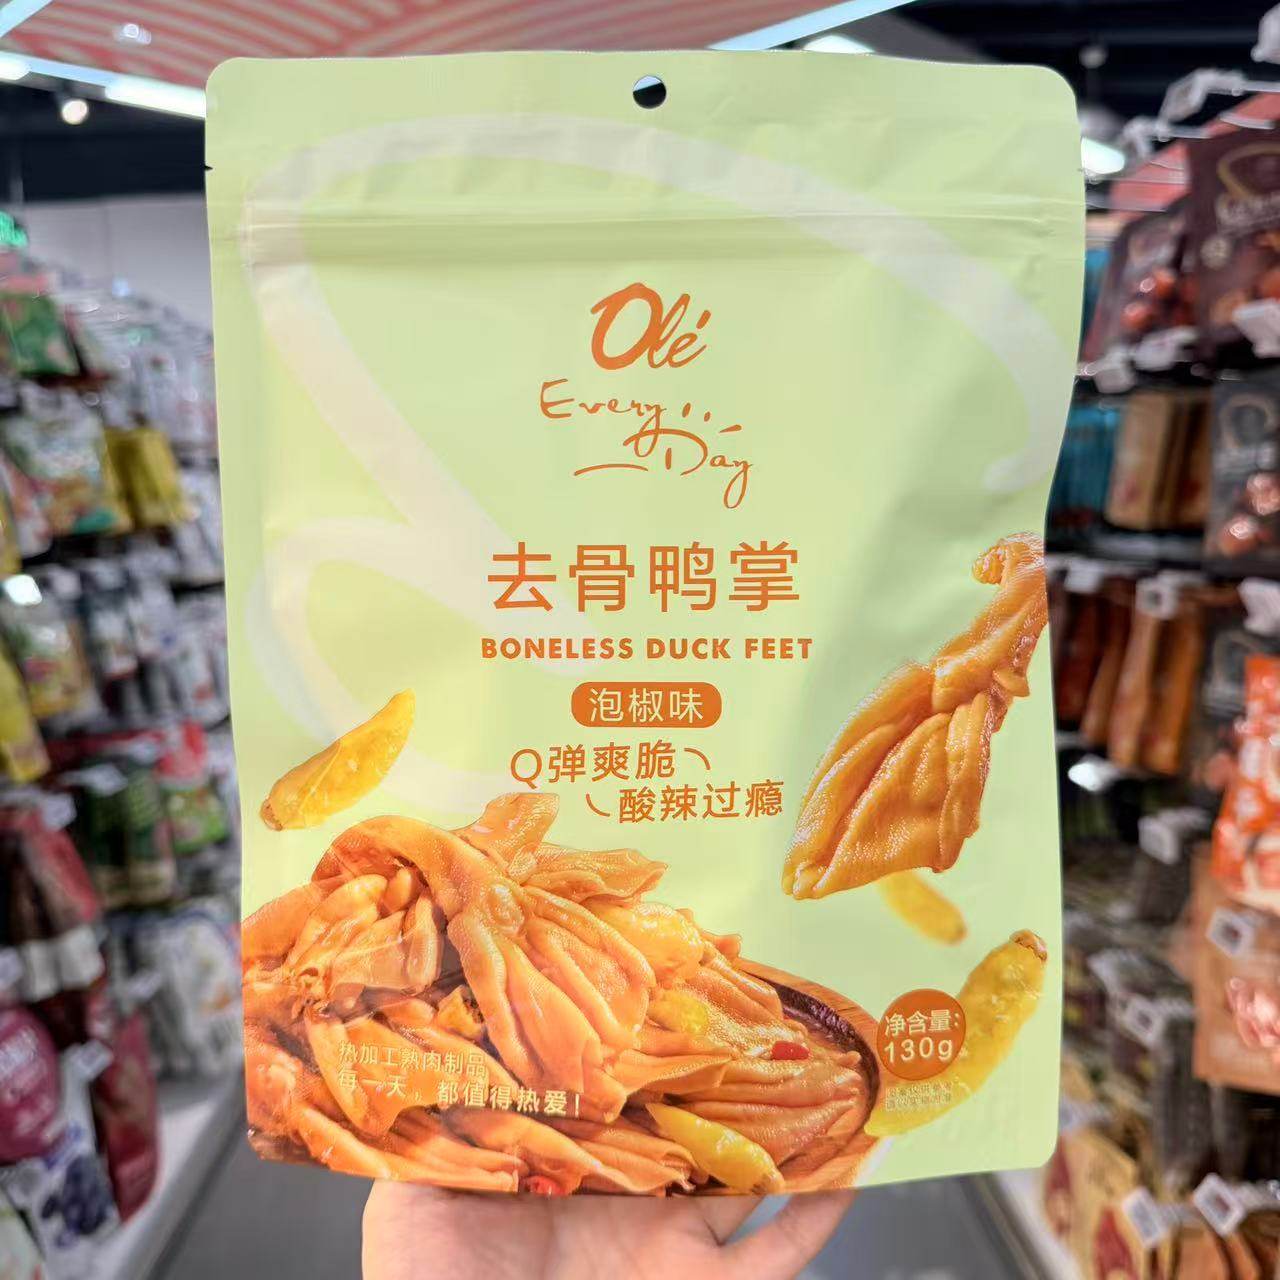 Olé
Every
Day
去骨鸭掌
BONELESS DUCK FEET
泡椒味
Q弹爽脆
酸辣过瘾
热加工熟肉制品
每一天，都值得热爱！
净含量:
130g